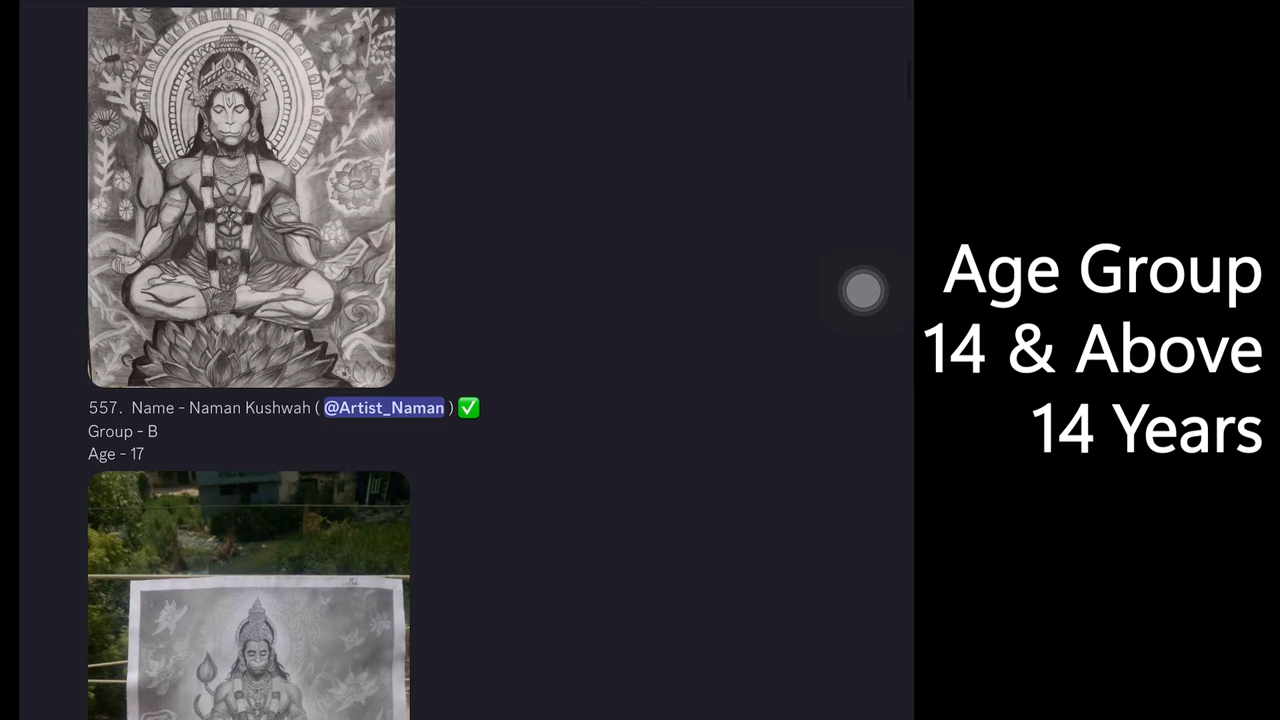 557. Name - Naman Kushwah ( @Artist_Naman ) ✅
Group - B
Age - 17
Age Group
14 & Above
14 Years